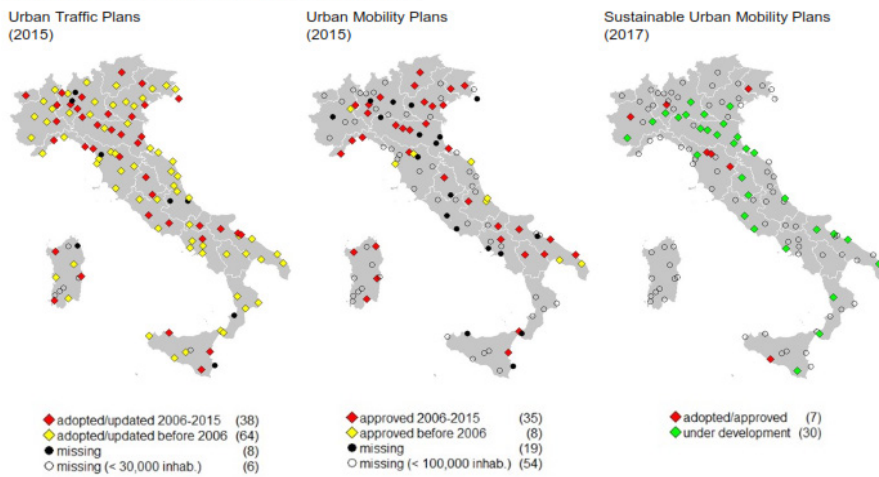 Urban Traffic Plans
(2015)
Urban Mobility Plans
(2015)
Sustainable Urban Mobility Plans
(2017)
adopted/updated 2006-2015 (38)
adopted/updated before 2006 (64)
missing (8)
missing (< 30,000 inhab.) (6)
approved 2006-2015 (35)
approved before 2006 (8)
missing (19)
missing (< 100,000 inhab.) (54)
adopted/approved (7)
under development (30)